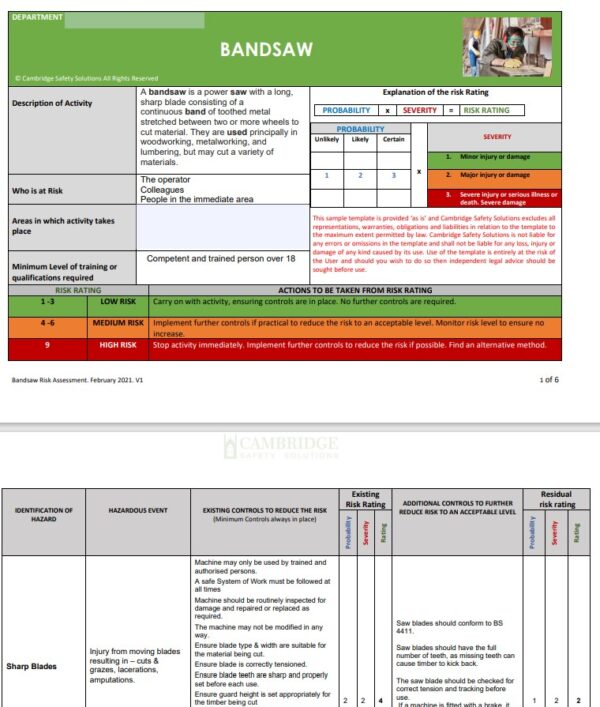 DEPARTMENT
BANDSAW
© Cambridge Safety Solutions All Rights Reserved
Description of Activity
A bandsaw is a power saw with a long,
sharp blade consisting of a
continuous band of toothed metal
stretched between two or more wheels to
cut material. They are used principally in
woodworking, metalworking, and
lumbering, but may cut a variety of
materials.
Who is at Risk
The operator
Colleagues
People in the immediate area
Areas in which activity takes
place
Minimum Level of training or
qualifications required
Competent and trained person over 18
Explanation of the risk Rating
PROBABILITY x SEVERITY = RISK RATING
PROBABILITY
Unlikely Likely Certain
1 2 3
x
SEVERITY
1. Minor injury or damage
2. Major injury or damage
3. Severe injury or serious illness or
death. Severe damage
This sample template is provided 'as is' and Cambridge Safety Solutions excludes all
representations, warranties, obligations and liabilities in relation to the template to
the maximum extent permitted by law. Cambridge Safety Solutions is not liable for
any errors or omissions in the template and shall not be liable for any loss, injury or
damage of any kind caused by its use. Use of the template is entirely at the risk of
the User and should you wish to do so then independent legal advice should be
sought before use.
RISK RATING ACTIONS TO BE TAKEN FROM RISK RATING
1 -3 LOW RISK Carry on with activity, ensuring controls are in place. No further controls are required.
4 -6 MEDIUM RISK Implement further controls if practical to reduce the risk to an acceptable level. Monitor risk level to ensure no
increase.
9 HIGH RISK Stop activity immediately. Implement further controls to reduce the risk if possible. Find an alternative method.
Bandsaw Risk Assessment. February 2021. V1
1 of 6
CAMBRIDGE
SAFETY SOLUTIONS
IDENTIFICATION OF
HAZARD
HAZARDOUS EVENT
EXISTING CONTROLS TO REDUCE THE RISK
(Minimum Controls always in place)
Existing
Risk Rating
Probability
Severity
Rating
ADDITIONAL CONTROLS TO FURTHER
REDUCE RISK TO AN ACCEPTABLE LEVEL
Residual
risk rating
Probability
Severity
Rating
Sharp Blades
Injury from moving blades
resulting in – cuts &
grazes, lacerations,
amputations.
Machine may only be used by trained and
authorised persons.
A safe System of Work must be followed at
all times
Machine should be routinely inspected for
damage and repaired or replaced as
required.
The machine may not be modified in any
way.
Ensure blade type & width are suitable for
the material being cut.
Ensure blade is correctly tensioned.
Ensure blade teeth are sharp and properly
set before each use.
Ensure guard height is set appropriately for
the timber being cut
2 2 4
Saw blades should conform to BS
4411.
Saw blades should have the full
number of teeth, as missing teeth can
cause timber to kick back.
The saw blade should be checked for
correct tension and tracking before
use.
If a machine is fitted with a brake, it
1 2 2